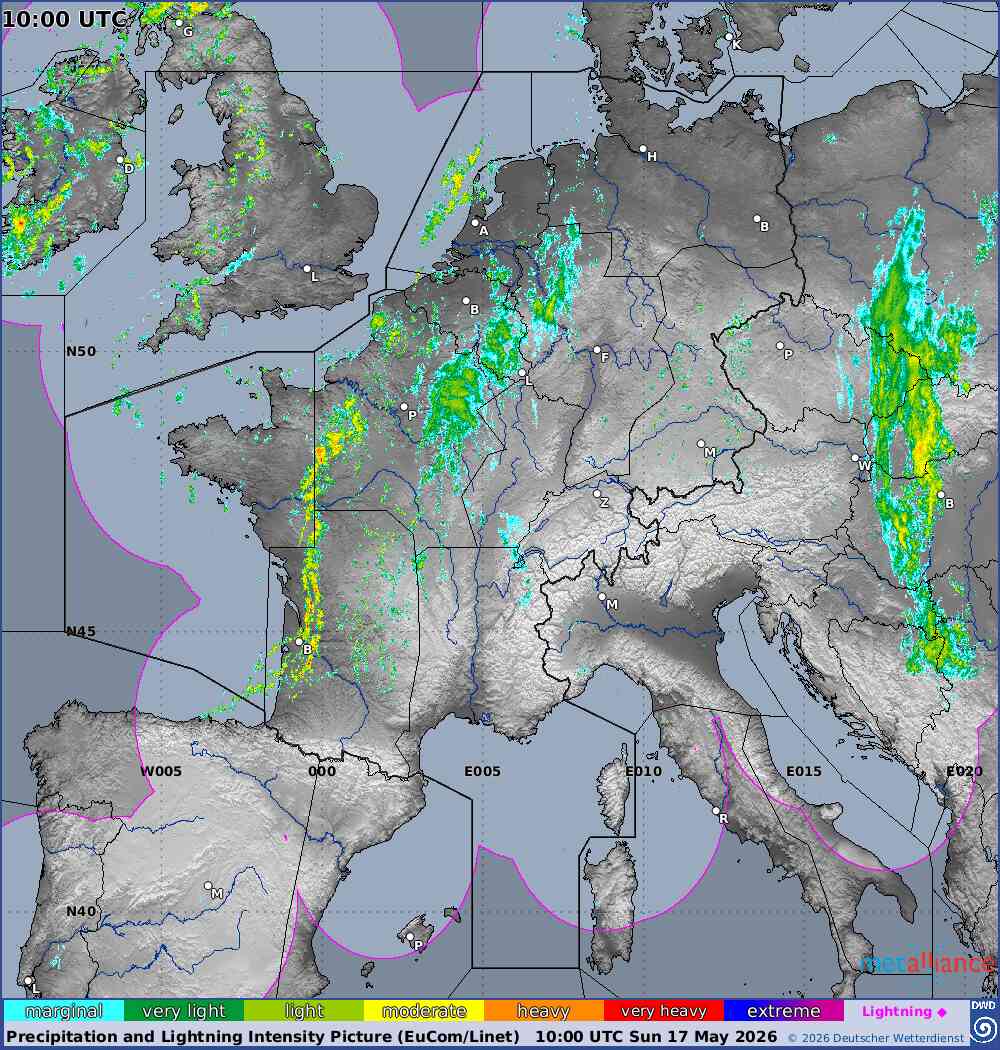 10:00 UTC
G
K
D
H
A
B
L
B
N50
F
P
L
P
M
W
Z
B
M
N45
B
W005
000
E005
E010
E015
E020
R
M
N40
P
L
metalliance
marginal very light light moderate heavy very heavy extreme Lightning ◆ DWD
Precipitation and Lightning Intensity Picture (EuCom/Linet) 10:00 UTC Sun 17 May 2026 © 2026 Deutscher Wetterdienst